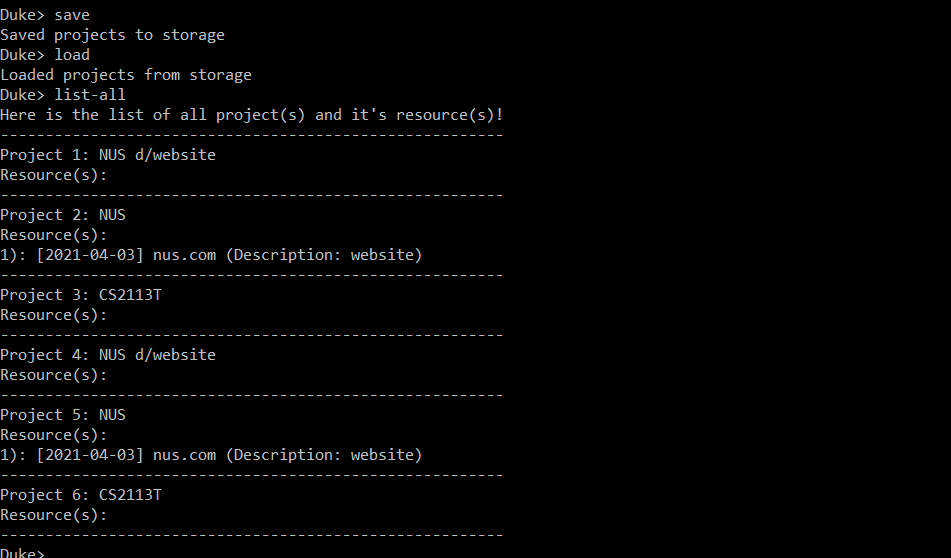 Duke> save
Saved projects to storage
Duke> load
Loaded projects from storage
Duke> list-all
Here is the list of all project(s) and it's resource(s)!
--------------------------------------------------------
Project 1: NUS d/website
Resource(s):
--------------------------------------------------------
Project 2: NUS
Resource(s):
1): [2021-04-03] nus.com (Description: website)
--------------------------------------------------------
Project 3: CS2113T
Resource(s):
--------------------------------------------------------
Project 4: NUS d/website
Resource(s):
--------------------------------------------------------
Project 5: NUS
Resource(s):
1): [2021-04-03] nus.com (Description: website)
--------------------------------------------------------
Project 6: CS2113T
Resource(s):
--------------------------------------------------------
Duke>